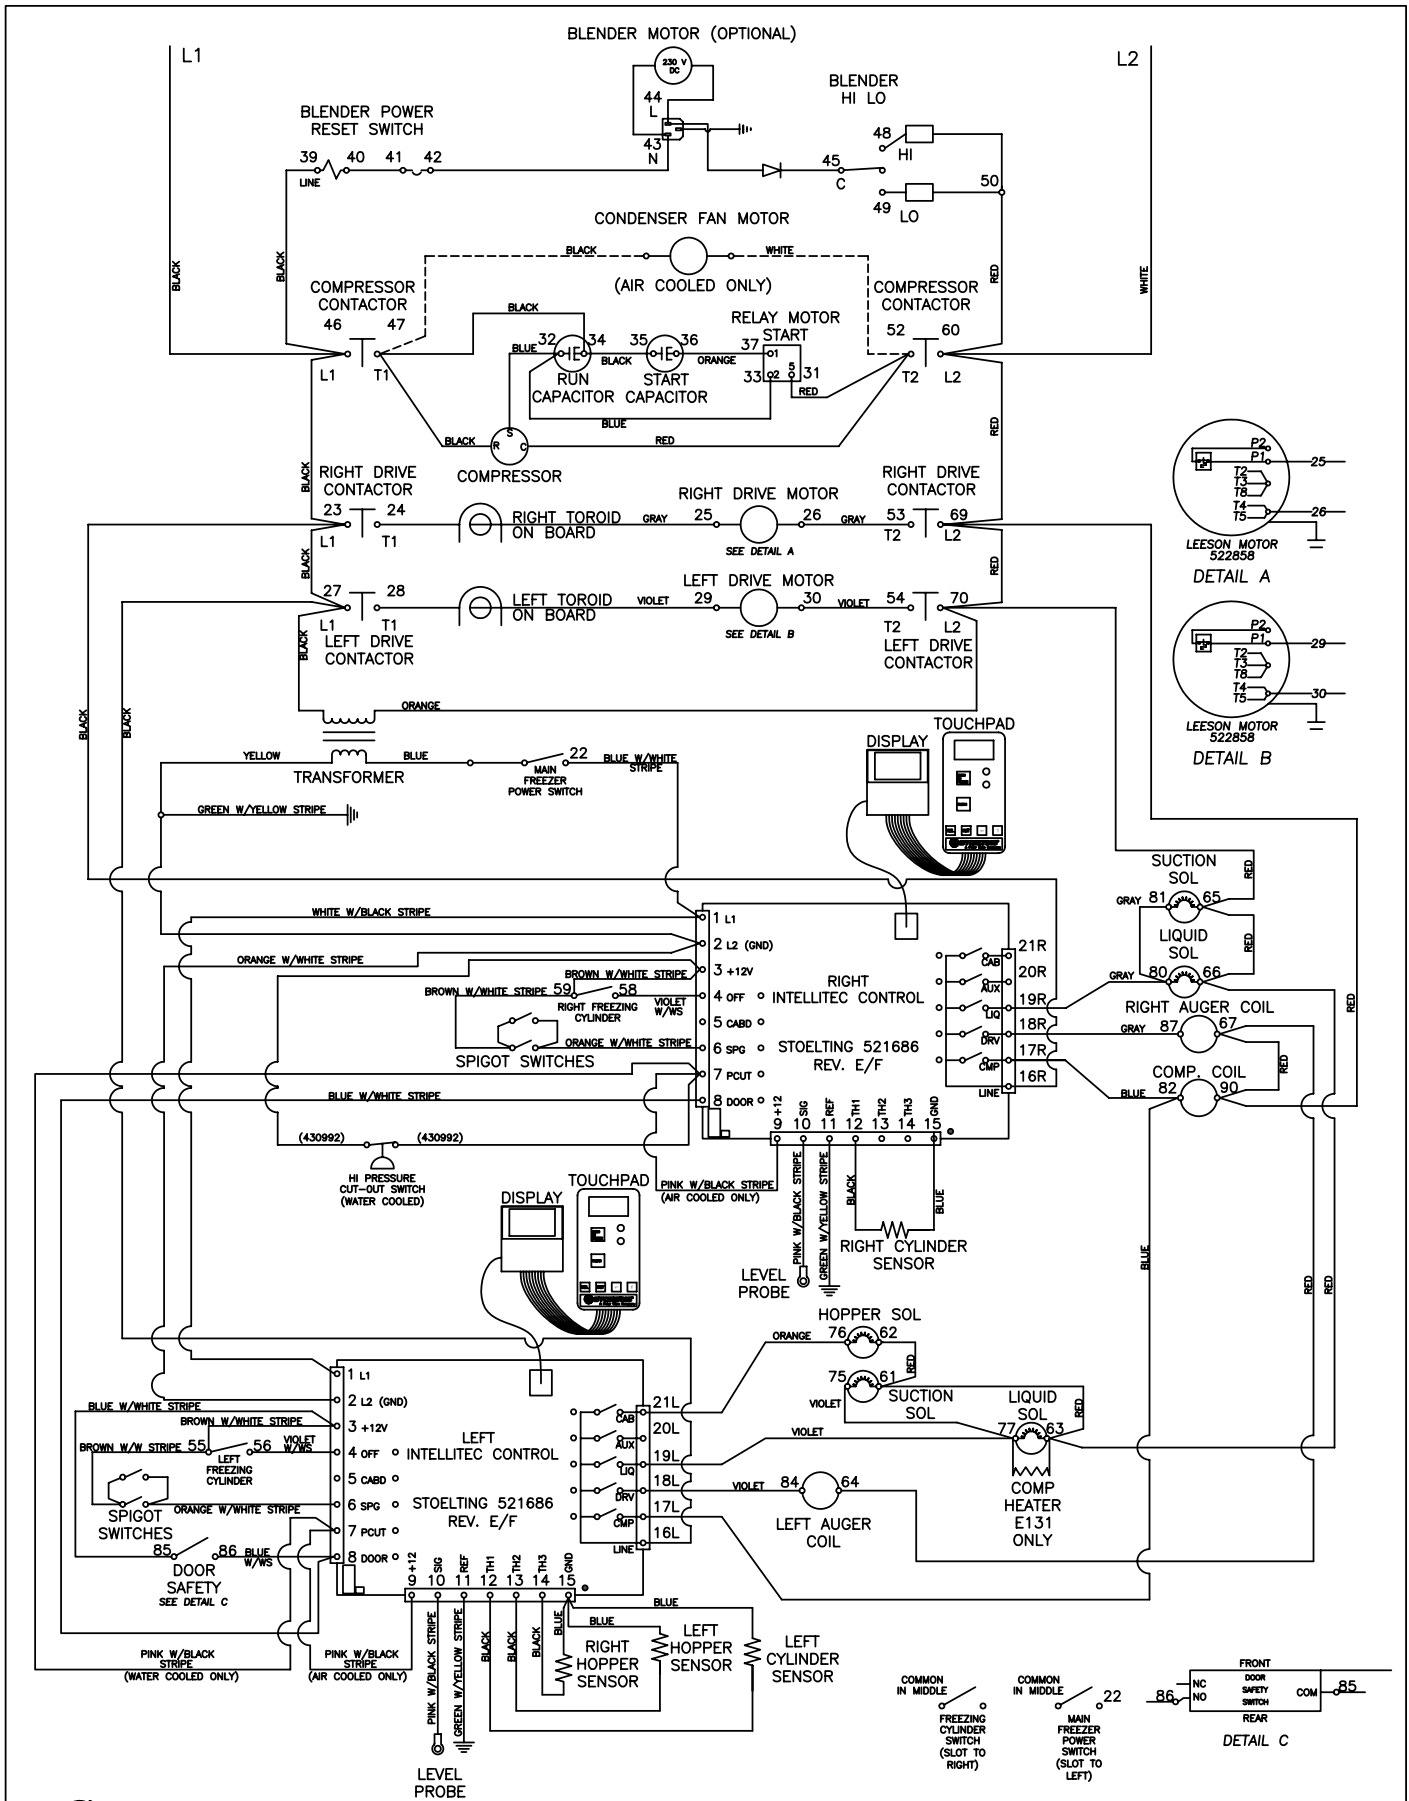 BLENDER MOTOR (OPTIONAL)
L1
230 V
DC
L2
BLENDER
HI LO
44
L
BLENDER POWER
RESET SWITCH
43
N
48
HI
39
40
41
42
LINE
45
C
50
49
LO
CONDENSER FAN MOTOR
BLACK
WHITE
(AIR COOLED ONLY)
BLACK
BLACK
RED
WHITE
COMPRESSOR
CONTACTOR
46
47
L1
T1
BLACK
COMPRESSOR
CONTACTOR
52
60
T2
L2
RELAY MOTOR
START
32
34
35
36
37
1
BLUE
BLACK
ORANGE
33
2
5
31
RUN
CAPACITOR
START
CAPACITOR
RED
BLUE
S
R
C
BLACK
RED
COMPRESSOR
BLACK
RED
RIGHT DRIVE
CONTACTOR
23
24
L1
T1
RIGHT TOROID
ON BOARD
GRAY
RIGHT DRIVE MOTOR
25
26
SEE DETAIL A
GRAY
RIGHT DRIVE
CONTACTOR
53
69
T2
L2
BLACK
RED
27
28
L1
T1
LEFT DRIVE
CONTACTOR
LEFT TOROID
ON BOARD
VIOLET
LEFT DRIVE MOTOR
29
30
SEE DETAIL B
VIOLET
54
70
T2
L2
LEFT DRIVE
CONTACTOR
P2
P1
25
T2
T3
T8
T4
T5
26
LEESON MOTOR
522858
DETAIL A
P2
P1
29
T2
T3
T8
T4
T5
30
LEESON MOTOR
522858
DETAIL B
BLACK
ORANGE
BLACK
BLACK
YELLOW
BLUE
TRANSFORMER
22
MAIN
FREEZER
POWER SWITCH
BLUE W/WHITE
STRIPE
GREEN W/YELLOW STRIPE
DISPLAY
TOUCHPAD
SUCTION
SOL
RED
GRAY
81
65
LIQUID
SOL
RED
GRAY
80
66
RIGHT AUGER COIL
GRAY
87
67
RED
RED
COMP. COIL
BLUE
82
90
WHITE W/BLACK STRIPE
ORANGE W/WHITE STRIPE
BROWN W/WHITE STRIPE
BROWN W/WHITE STRIPE
59
58
VIOLET
W/WS
RIGHT FREEZING
CYLINDER
ORANGE W/WHITE STRIPE
SPIGOT SWITCHES
BLUE W/WHITE STRIPE
(430992)
(430992)
HI PRESSURE
CUT-OUT SWITCH
(WATER COOLED)
1 L1
2 L2 (GND)
3 +12V
4 OFF
5 CABD
6 SPG
7 PCUT
8 DOOR
RIGHT
INTELLITEC CONTROL
STOELTING 521686
REV. E/F
CAB
21R
AUX
20R
LIQ
19R
DRV
18R
CMP
17R
LINE
16R
+12
SIG
REF
TH1
TH2
TH3
GND
9
10
11
12
13
14
15
PINK W/BLACK STRIPE
(AIR COOLED ONLY)
PINK W/BLACK STRIPE
GREEN W/YELLOW STRIPE
BLACK
BLUE
RIGHT CYLINDER
SENSOR
LEVEL
PROBE
BLUE
RED
RED
DISPLAY
TOUCHPAD
HOPPER SOL
ORANGE
76
62
RED
75
61
VIOLET
SUCTION
SOL
LIQUID
SOL
RED
77
63
VIOLET
COMP
HEATER
E131
ONLY
VIOLET
84
64
LEFT AUGER
COIL
1 L1
2 L2 (GND)
3 +12V
4 OFF
5 CABD
6 SPG
7 PCUT
8 DOOR
BLUE W/WHITE STRIPE
BROWN W/WHITE STRIPE
BROWN W/W STRIPE
55
56
VIOLET
W/WS
LEFT
FREEZING
CYLINDER
ORANGE W/WHITE STRIPE
SPIGOT
SWITCHES
85
86
BLUE
W/WS
DOOR
SAFETY
SEE DETAIL C
LEFT
INTELLITEC CONTROL
STOELTING 521686
REV. E/F
CAB
21L
AUX
20L
LIQ
19L
DRV
18L
CMP
17L
LINE
16L
+12
SIG
REF
TH1
TH2
TH3
GND
9
10
11
12
13
14
15
PINK W/BLACK
STRIPE
(WATER COOLED ONLY)
PINK W/BLACK
STRIPE
(AIR COOLED ONLY)
PINK W/BLACK STRIPE
GREEN W/YELLOW STRIPE
BLACK
BLACK
BLACK
BLUE
BLUE
BLUE
RIGHT
HOPPER
SENSOR
LEFT
HOPPER
SENSOR
LEFT
CYLINDER
SENSOR
LEVEL
PROBE
COMMON
IN MIDDLE
FREEZING
CYLINDER
SWITCH
(SLOT TO
RIGHT)
COMMON
IN MIDDLE
22
MAIN
FREEZER
POWER
SWITCH
(SLOT TO
LEFT)
FRONT
NC
NO
DOOR
SAFETY
SWITCH
COM
85
86
REAR
DETAIL C